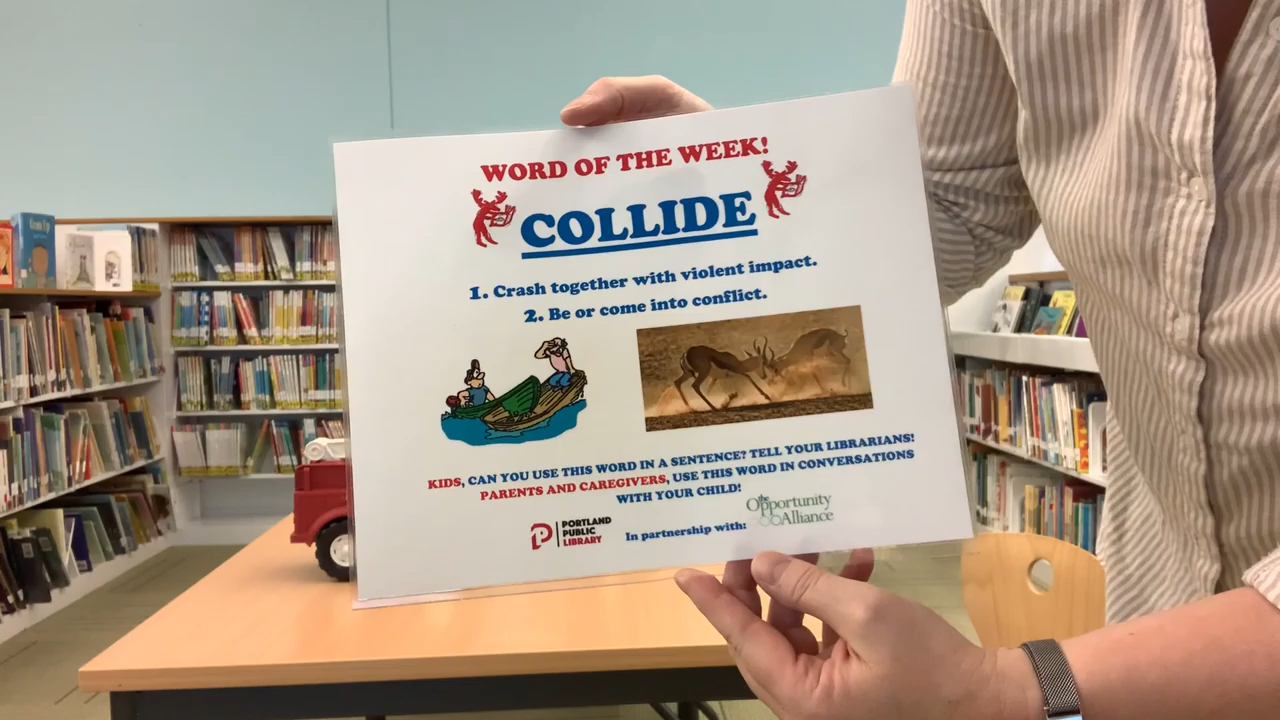 WORD OF THE WEEK!
COLLIDE
1. Crash together with violent impact.
2. Be or come into conflict.
KIDS, CAN YOU USE THIS WORD IN A SENTENCE? TELL YOUR LIBRARIANS!
PARENTS AND CAREGIVERS, USE THIS WORD IN CONVERSATIONS
WITH YOUR CHILD!
PORTLAND
PUBLIC
LIBRARY
In partnership with:
the
Opportunity
Alliance